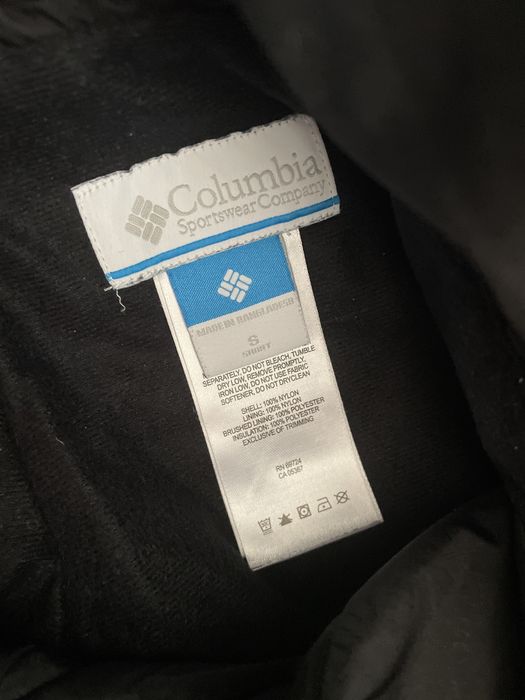 Columbia
Sportswear Company
MADE IN BANGLADESH
S
SHORT
SEPARATELY, DO NOT BLEACH, TUMBLE
DRY LOW, REMOVE PROMPTLY,
IRON LOW, DO NOT USE FABRIC
SOFTENER, DO NOT DRYCLEAN
SHELL: 100% NYLON
LINING: 100% NYLON
BRUSHED LINING: 100% POLYESTER
INSULATION: 100% POLYESTER
EXCLUSIVE OF TRIMMING
RN 69724
CA 05367